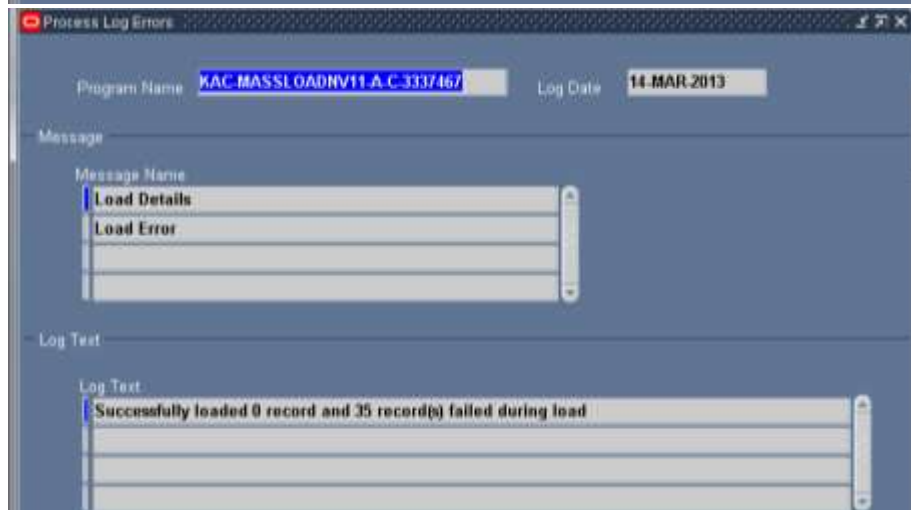 Process Log Errors
Program Name KAC-MASSLOADNV11-A-C-3337467 Log Date 14-MAR-2013
Message
Message Name
Load Details
Load Error
Log Text
Log Text
Successfully loaded 0 record and 35 record(s) failed during load